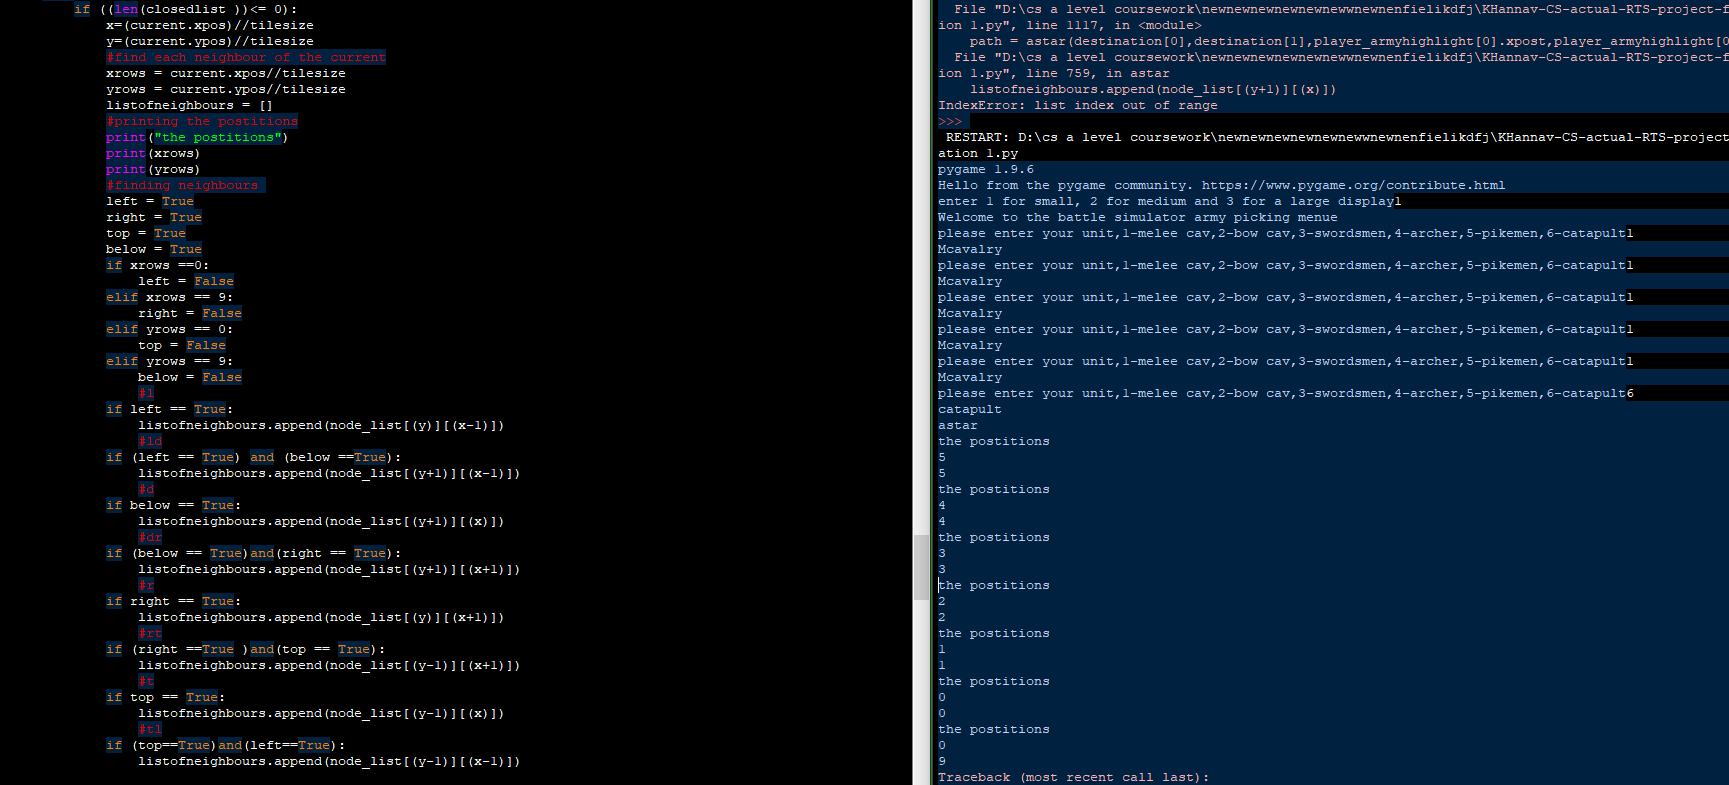 if ((len(closedlist ))<= 0):
x=(current.xpos)//tilesize
y=(current.ypos)//tilesize
#find each neighbour of the current
xrows = current.xpos//tilesize
yrows = current.ypos//tilesize
listofneighbours = []
#printing the postitions
print("the postitions")
print(xrows)
print(yrows)
#finding neighbours
left = True
right = True
top = True
below = True
if xrows ==0:
left = False
elif xrows == 9:
right = False
elif yrows == 0:
top = False
elif yrows == 9:
below = False
#l
if left == True:
listofneighbours.append(node_list[(y)][(x-1)])
#ld
if (left == True) and (below ==True):
listofneighbours.append(node_list[(y+1)][(x-1)])
#d
if below == True:
listofneighbours.append(node_list[(y+1)][(x)])
#dr
if (below == True)and(right == True):
listofneighbours.append(node_list[(y+1)][(x+1)])
#r
if right == True:
listofneighbours.append(node_list[(y)][(x+1)])
#rt
if (right ==True )and(top == True):
listofneighbours.append(node_list[(y-1)][(x+1)])
#t
if top == True:
listofneighbours.append(node_list[(y-1)][(x)])
#tl
if (top==True)and(left==True):
listofneighbours.append(node_list[(y-1)][(x-1)])
File "D:\cs a level coursework\newnewnewnewnewnewwnewnenfielikdfj\KHannav-CS-actual-RTS-project-f
ion 1.py", line 1117, in <module>
path = astar(destination[0],destination[1],player_armyhighlight[0].xpost,player_armyhighlight[0
File "D:\cs a level coursework\newnewnewnewnewnewwnewnenfielikdfj\KHannav-CS-actual-RTS-project-f
ion 1.py", line 759, in astar
listofneighbours.append(node_list[(y+1)][(x)])
IndexError: list index out of range
>>>
RESTART: D:\cs a level coursework\newnewnewnewnewnewwnewnenfielikdfj\KHannav-CS-actual-RTS-project
ation 1.py
pygame 1.9.6
Hello from the pygame community. https://www.pygame.org/contribute.html
enter 1 for small, 2 for medium and 3 for a large display1
Welcome to the battle simulator army picking menue
please enter your unit,1-melee cav,2-bow cav,3-swordsmen,4-archer,5-pikemen,6-catapult1
Mcavalry
please enter your unit,1-melee cav,2-bow cav,3-swordsmen,4-archer,5-pikemen,6-catapult1
Mcavalry
please enter your unit,1-melee cav,2-bow cav,3-swordsmen,4-archer,5-pikemen,6-catapult1
Mcavalry
please enter your unit,1-melee cav,2-bow cav,3-swordsmen,4-archer,5-pikemen,6-catapult1
Mcavalry
please enter your unit,1-melee cav,2-bow cav,3-swordsmen,4-archer,5-pikemen,6-catapult1
Mcavalry
please enter your unit,1-melee cav,2-bow cav,3-swordsmen,4-archer,5-pikemen,6-catapult6
catapult
astar
the postitions
5
5
the postitions
4
4
the postitions
3
3
the postitions
2
2
the postitions
1
1
the postitions
0
0
the postitions
0
9
Traceback (most recent call last):